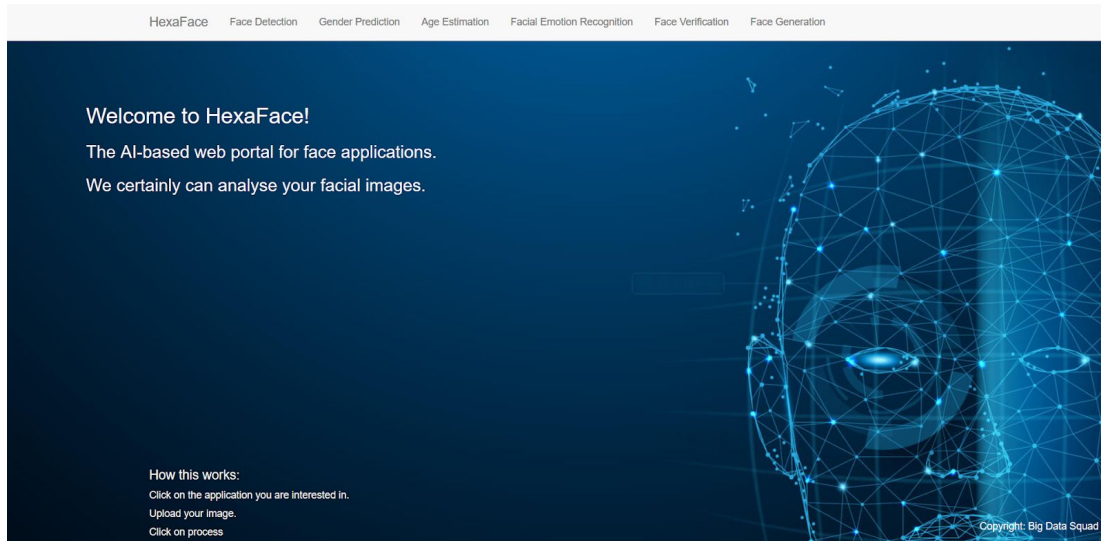 HexaFace Face Detection Gender Prediction Age Estimation Facial Emotion Recognition Face Verification Face Generation
Welcome to HexaFace!
The AI-based web portal for face applications.
We certainly can analyse your facial images.
How this works:
Click on the application you are interested in.
Upload your image.
Click on process
Copyright: Big Data Squad